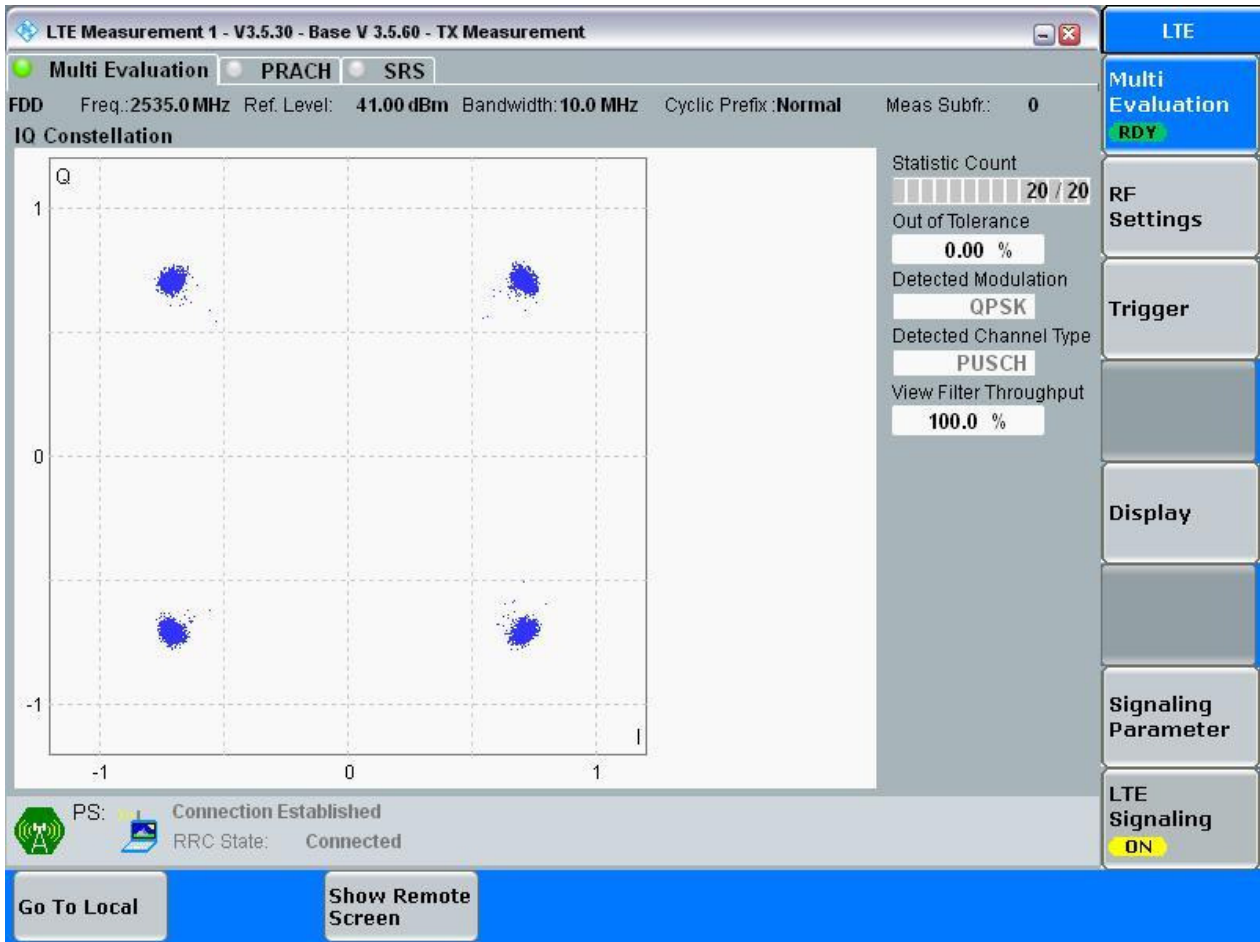 LTE Measurement 1 - V3.5.30 - Base V 3.5.60 - TX Measurement
LTE
Multi Evaluation PRACH SRS
Multi
Evaluation
RDY
FDD Freq.:2535.0 MHz Ref. Level: 41.00 dBm Bandwidth:10.0 MHz Cyclic Prefix :Normal Meas Subfr.: 0
IQ Constellation
Q
1
0
-1
-1 0 1
I
Statistic Count
20 / 20
Out of Tolerance
0.00 %
Detected Modulation
QPSK
Detected Channel Type
PUSCH
View Filter Throughput
100.0 %
RF
Settings
Trigger
Display
Signaling
Parameter
LTE
Signaling
ON
PS: Connection Established
RRC State: Connected
Go To Local
Show Remote
Screen